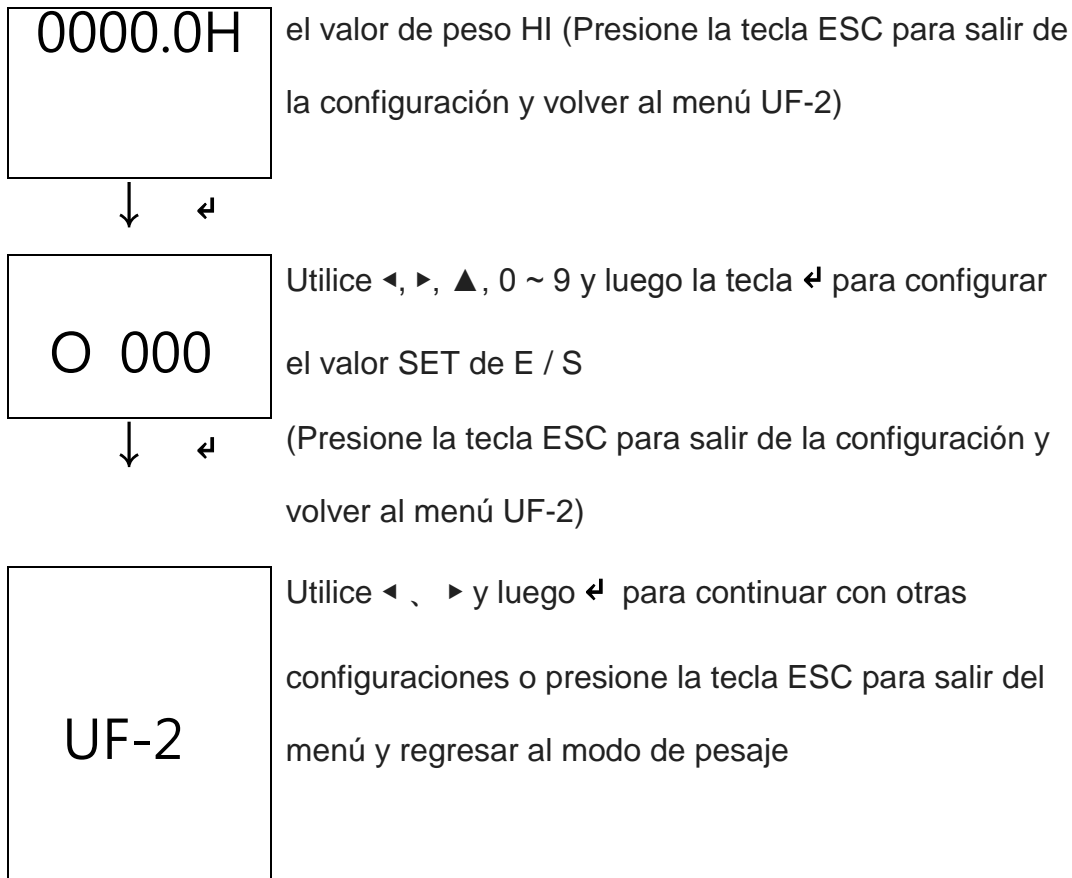 0000.0H
el valor de peso HI (Presione la tecla ESC para salir de
la configuración y volver al menú UF-2)
↓ ↲
O 000
Utilice ◂, ▸, ▲, 0 ~ 9 y luego la tecla ↲ para configurar
el valor SET de E / S
↓ ↲
(Presione la tecla ESC para salir de la configuración y
volver al menú UF-2)
UF-2
Utilice ◂ 、 ▸ y luego ↲ para continuar con otras
configuraciones o presione la tecla ESC para salir del
menú y regresar al modo de pesaje